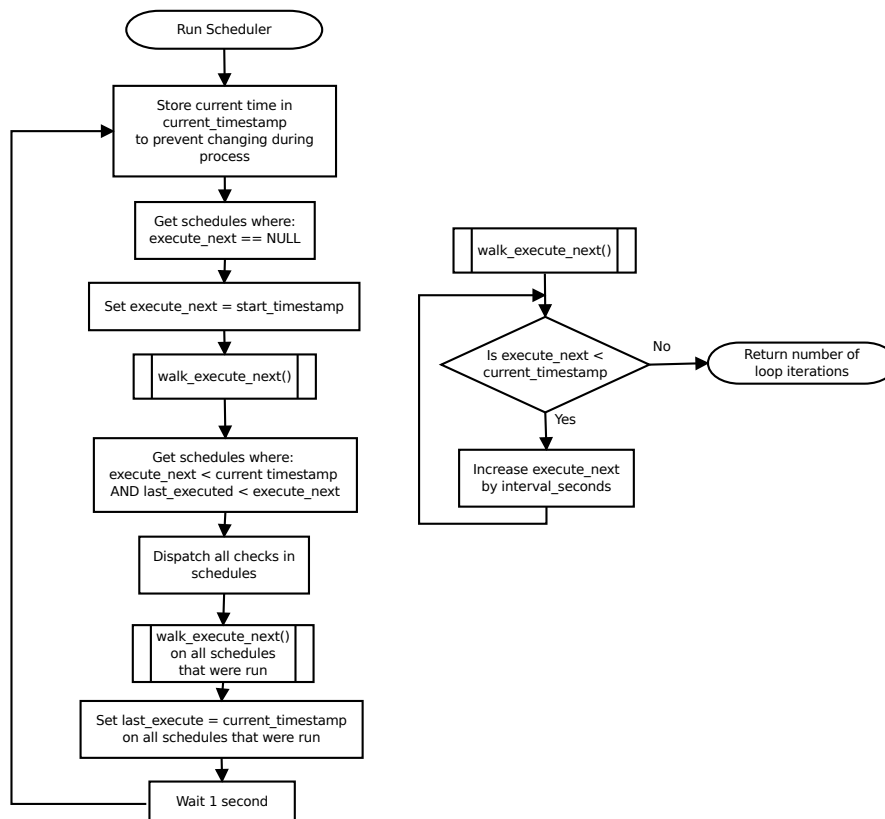 Run Scheduler
Store current time in
current_timestamp
to prevent changing during
process
Get schedules where:
execute_next == NULL
Set execute_next = start_timestamp
walk_execute_next()
Get schedules where:
execute_next < current timestamp
AND last_executed < execute_next
Dispatch all checks in
schedules
walk_execute_next()
on all schedules
that were run
Set last_execute = current_timestamp
on all schedules that were run
Wait 1 second
walk_execute_next()
Is execute_next <
current_timestamp
No
Return number of
loop iterations
Yes
Increase execute_next
by interval_seconds